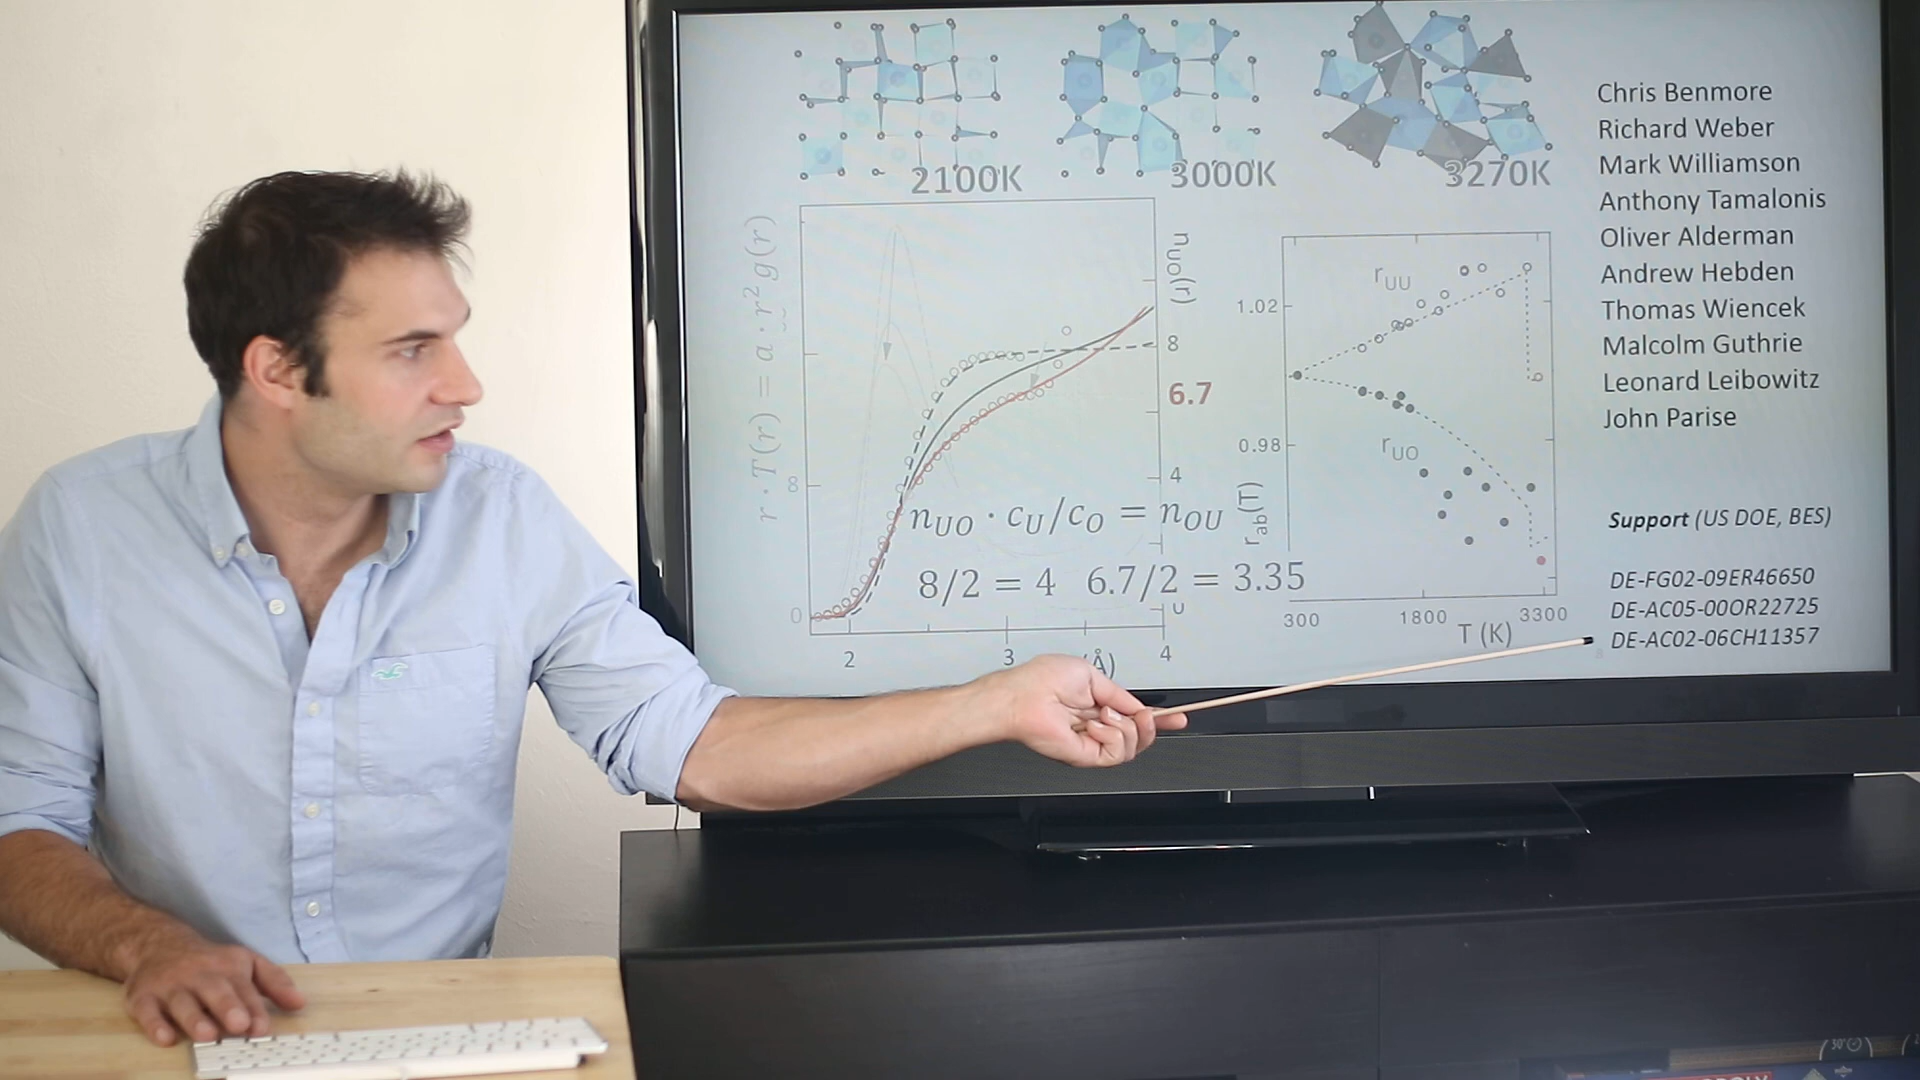 2100K
3000K
3270K
r · T(r) = a · r² g(r)
n_UO(r)
8
0
8
6.7
4
0
2
3
(Å)
4
n_UO · c_U/c_O = n_OU
8/2 = 4 6.7/2 = 3.35
r_UU
r_UO
1.02
0.98
r_ab(T)
300
1800
3300
T (K)
Chris Benmore
Richard Weber
Mark Williamson
Anthony Tamalonis
Oliver Alderman
Andrew Hebden
Thomas Wiencek
Malcolm Guthrie
Leonard Leibowitz
John Parise
Support (US DOE, BES)
DE-FG02-09ER46650
DE-AC05-00OR22725
DE-AC02-06CH11357